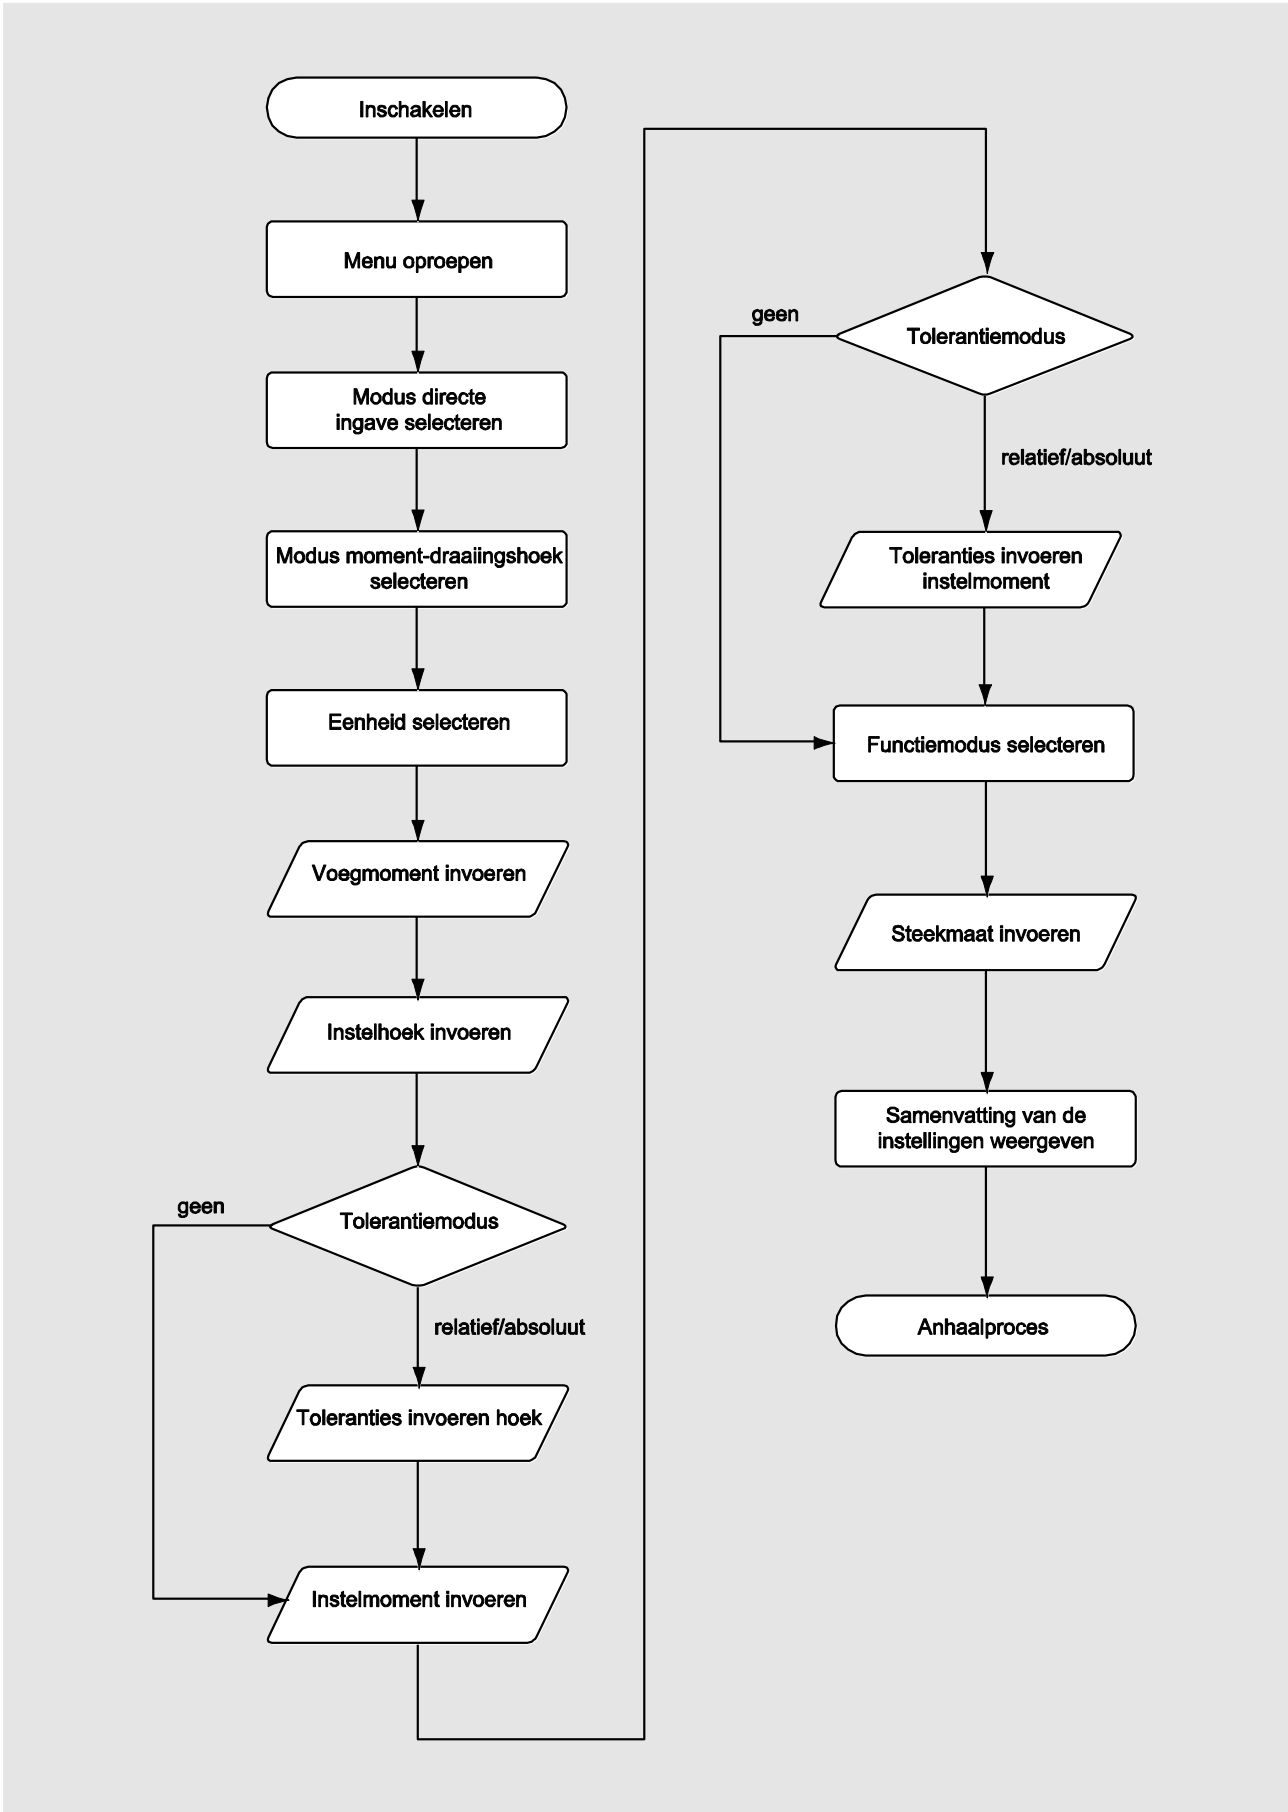 Inschakelen
Menu oproepen
Modus directe
ingave selecteren
Modus moment-draaiingshoek
selecteren
Eenheid selecteren
Voegmoment invoeren
Instelhoek invoeren
Tolerantiemodus
geen
relatief/absoluut
Toleranties invoeren hoek
Instelmoment invoeren
Tolerantiemodus
geen
relatief/absoluut
Toleranties invoeren
instelmoment
Functiemodus selecteren
Steekmaat invoeren
Samenvatting van de
instellingen weergeven
Anhaalproces